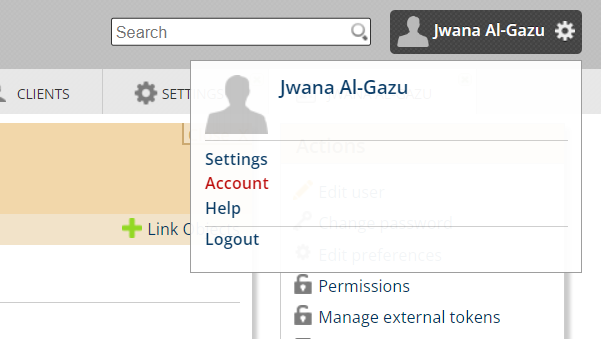 Search
Jwana Al-Gazu
CLIENTS
SETTINGS
Jwana Al-Gazu
Settings
Account
Help
Logout
Link C
Actions
Edit user
Change password
Edit preferences
Permissions
Manage external tokens